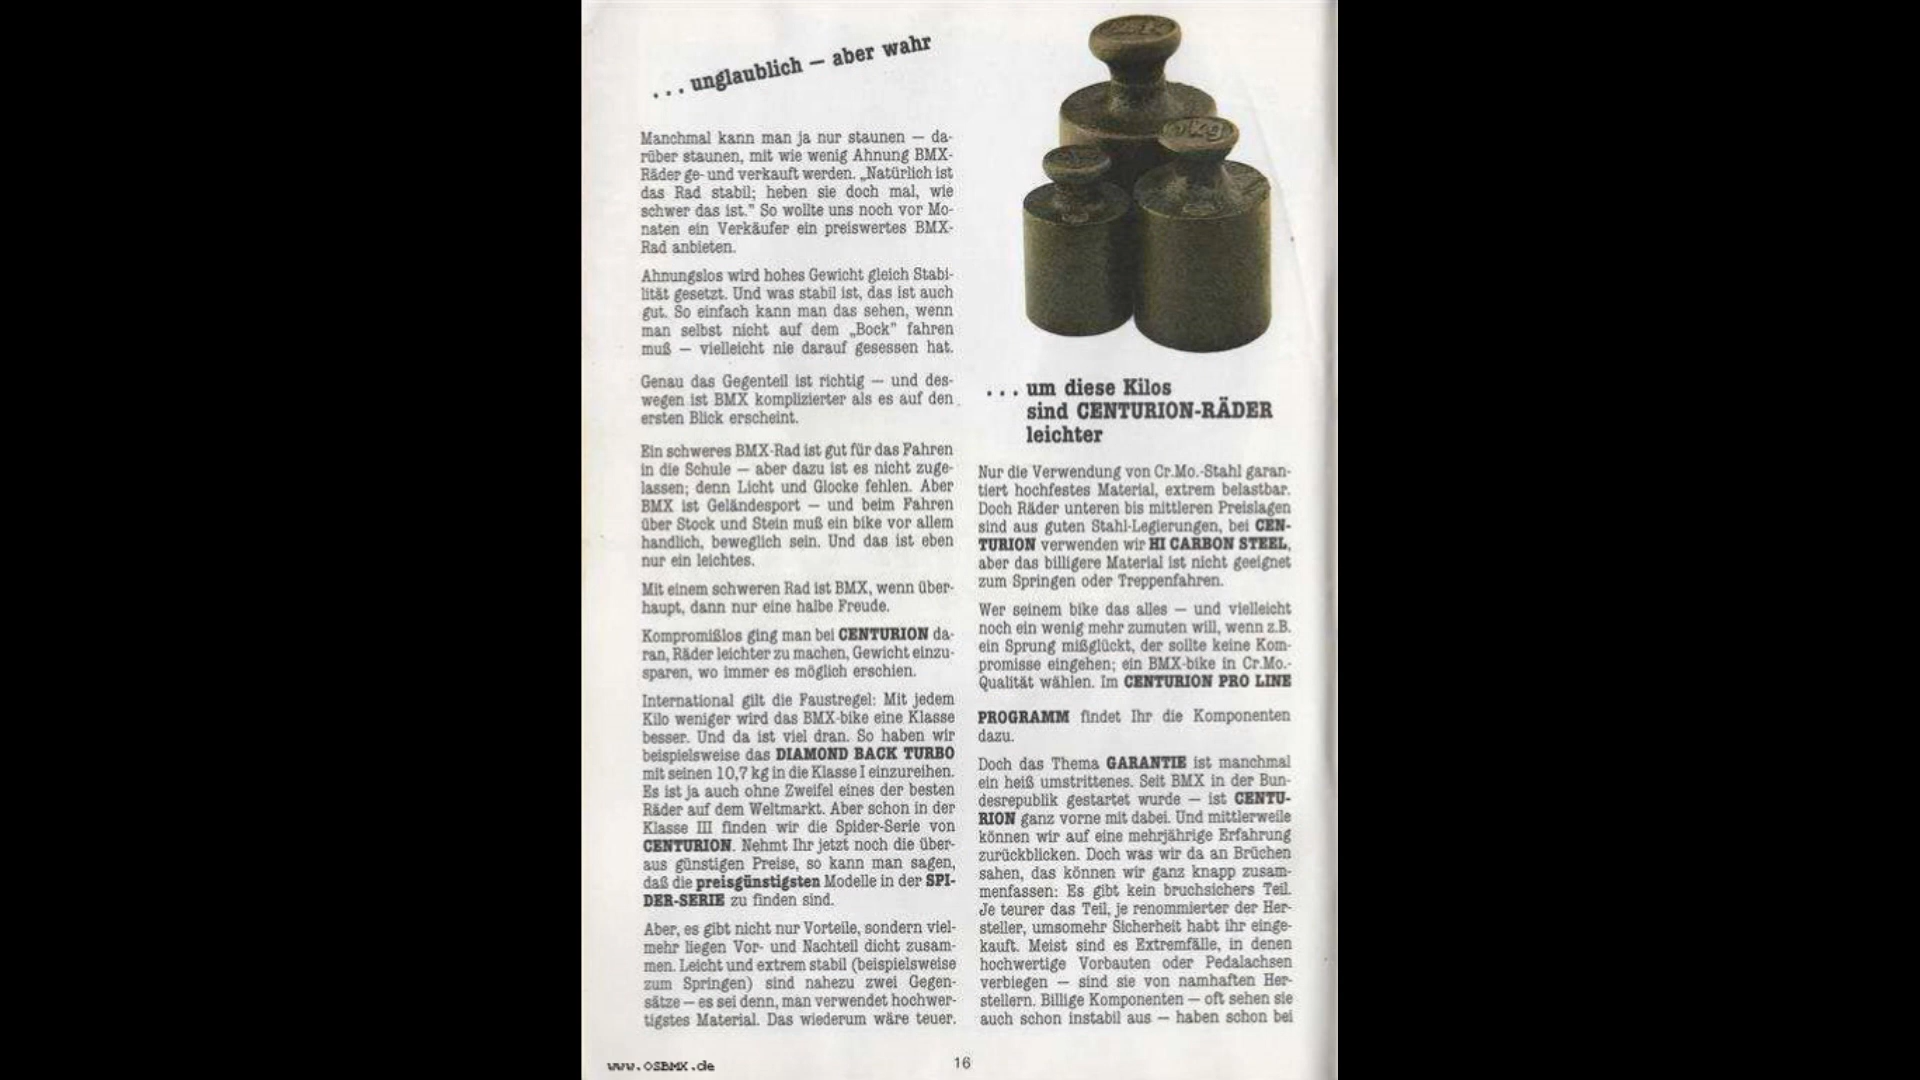 ... unglaublich — aber wahr
Manchmal kann man ja nur staunen — da-
rüber staunen, mit wie wenig Ahnung BMX-
Räder ge- und verkauft werden. „Natürlich ist
das Rad stabil; heben sie doch mal, wie
schwer das ist." So wollte uns noch vor Mo-
naten ein Verkäufer ein preiswertes BMX-
Rad anbieten.
Ahnungslos wird hohes Gewicht gleich Stabi-
lität gesetzt. Und was stabil ist, das ist auch
gut. So einfach kann man das sehen, wenn
man selbst nicht auf dem „Bock" fahren
muß — vielleicht nie darauf gesessen hat.
Genau das Gegenteil ist richtig — und des-
wegen ist BMX komplizierter als es auf den
ersten Blick erscheint.
Ein schweres BMX-Rad ist gut für das Fahren
in die Schule — aber dazu ist es nicht zuge-
lassen; denn Licht und Glocke fehlen. Aber
BMX ist Geländesport — und beim Fahren
über Stock und Stein muß ein bike vor allem
handlich, beweglich sein. Und das ist eben
nur ein leichtes.
Mit einem schweren Rad ist BMX, wenn über-
haupt, dann nur eine halbe Freude.
Kompromißlos ging man bei CENTURION da-
ran, Räder leichter zu machen, Gewicht einzu-
sparen, wo immer es möglich erschien.
International gilt die Faustregel: Mit jedem
Kilo weniger wird das BMX-bike eine Klasse
besser. Und da ist viel dran. So haben wir
beispielsweise das DIAMOND BACK TURBO
mit seinen 10,7 kg in die Klasse I einzureihen.
Es ist ja auch ohne Zweifel eines der besten
Räder auf dem Weltmarkt. Aber schon in der
Klasse III finden wir die Spider-Serie von
CENTURION. Nehmt Ihr jetzt noch die über-
aus günstigen Preise, so kann man sagen,
daß die preisgünstigsten Modelle in der SPI-
DER-SERIE zu finden sind.
Aber, es gibt nicht nur Vorteile, sondern viel-
mehr liegen Vor- und Nachteil dicht zusam-
men. Leicht und extrem stabil (beispielsweise
zum Springen) sind nahezu zwei Gegen-
sätze — es sei denn, man verwendet hochwer-
tigstes Material. Das wiederum wäre teuer.
kg
... um diese Kilos
sind CENTURION-RÄDER
leichter
Nur die Verwendung von Cr.Mo.-Stahl garan-
tiert hochfestes Material, extrem belastbar.
Doch Räder unteren bis mittleren Preislagen
sind aus guten Stahl-Legierungen, bei CEN-
TURION verwenden wir HI CARBON STEEL,
aber das billigere Material ist nicht geeignet
zum Springen oder Treppenfahren.
Wer seinem bike das alles — und vielleicht
noch ein wenig mehr zumuten will, wenn z.B.
ein Sprung mißglückt, der sollte keine Kom-
promisse eingehen; ein BMX-bike in Cr.Mo.-
Qualität wählen. Im CENTURION PRO LINE
PROGRAMM findet Ihr die Komponenten
dazu.
Doch das Thema GARANTIE ist manchmal
ein heiß umstrittenes. Seit BMX in der Bun-
desrepublik gestartet wurde — ist CENTU-
RION ganz vorne mit dabei. Und mittlerweile
können wir auf eine mehrjährige Erfahrung
zurückblicken. Doch was wir da an Brüchen
sahen, das können wir ganz knapp zusam-
menfassen: Es gibt kein bruchsichers Teil.
Je teurer das Teil, je renommierter der Her-
steller, umsomehr Sicherheit habt ihr einge-
kauft. Meist sind es Extremfälle, in denen
hochwertige Vorbauten oder Pedalachsen
verbiegen — sind sie von namhaften Her-
stellern. Billige Komponenten — oft sehen sie
auch schon instabil aus — haben schon bei
www.OSBMX.de
16